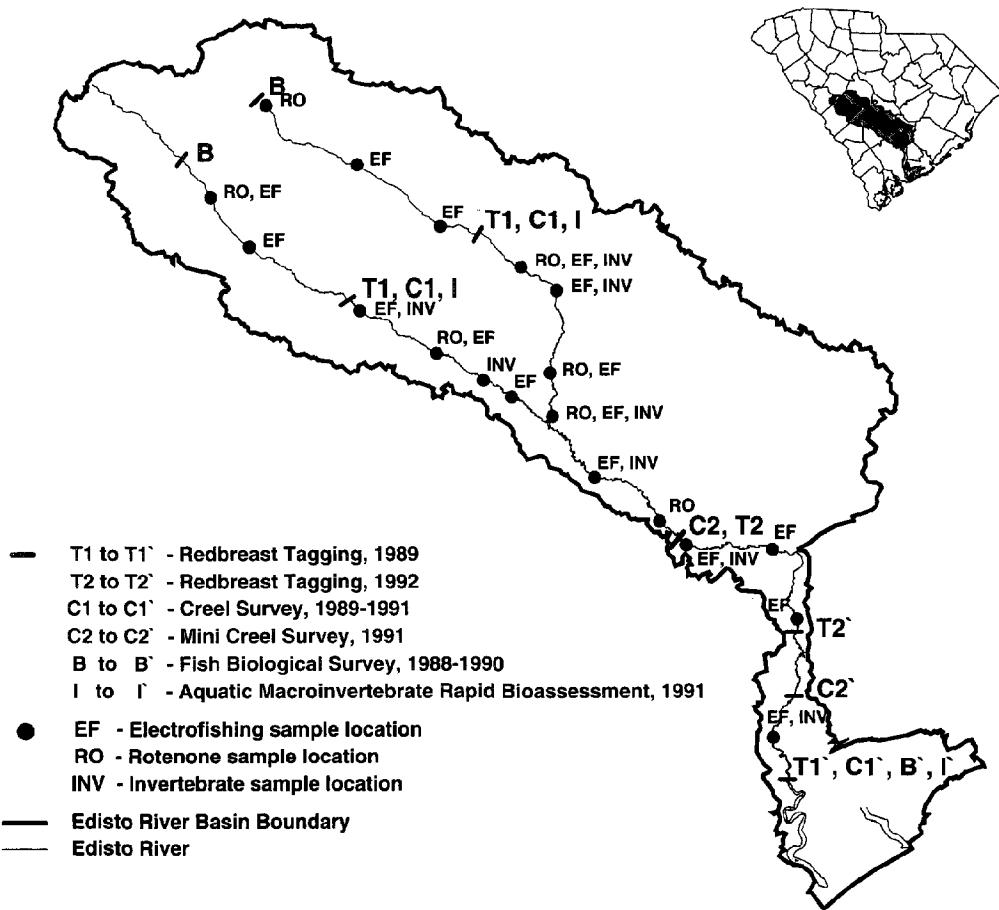 B
RO
B
EF
RO, EF
EF
T1, C1, I
EF
RO, EF, INV
EF, INV
T1, C1, I
EF, INV
RO, EF
INV
EF
RO, EF
RO, EF, INV
EF, INV
RO
C2, T2
EF
EF, INV
EF
T2`
C2`
EF, INV
T1`, C1`, B`, I`
T1 to T1` - Redbreast Tagging, 1989
T2 to T2` - Redbreast Tagging, 1992
C1 to C1` - Creel Survey, 1989-1991
C2 to C2` - Mini Creel Survey, 1991
B to B` - Fish Biological Survey, 1988-1990
I to I` - Aquatic Macroinvertebrate Rapid Bioassessment, 1991
EF - Electrofishing sample location
RO - Rotenone sample location
INV - Invertebrate sample location
Edisto River Basin Boundary
Edisto River